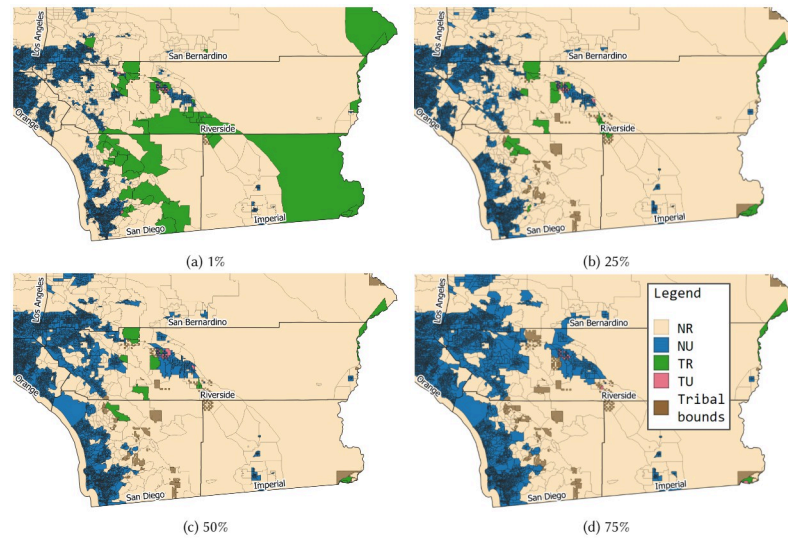 Los Angeles
San Bernardino
Orange
Riverside
San Diego
Imperial
(a) 1%
Los Angeles
San Bernardino
Orange
Riverside
San Diego
Imperial
(b) 25%
Los Angeles
San Bernardino
Orange
Riverside
San Diego
Imperial
(c) 50%
Los Angeles
San Bernardino
Orange
Riverside
San Diego
Imperial
(d) 75%
Legend
NR
NU
TR
TU
Tribal
bounds